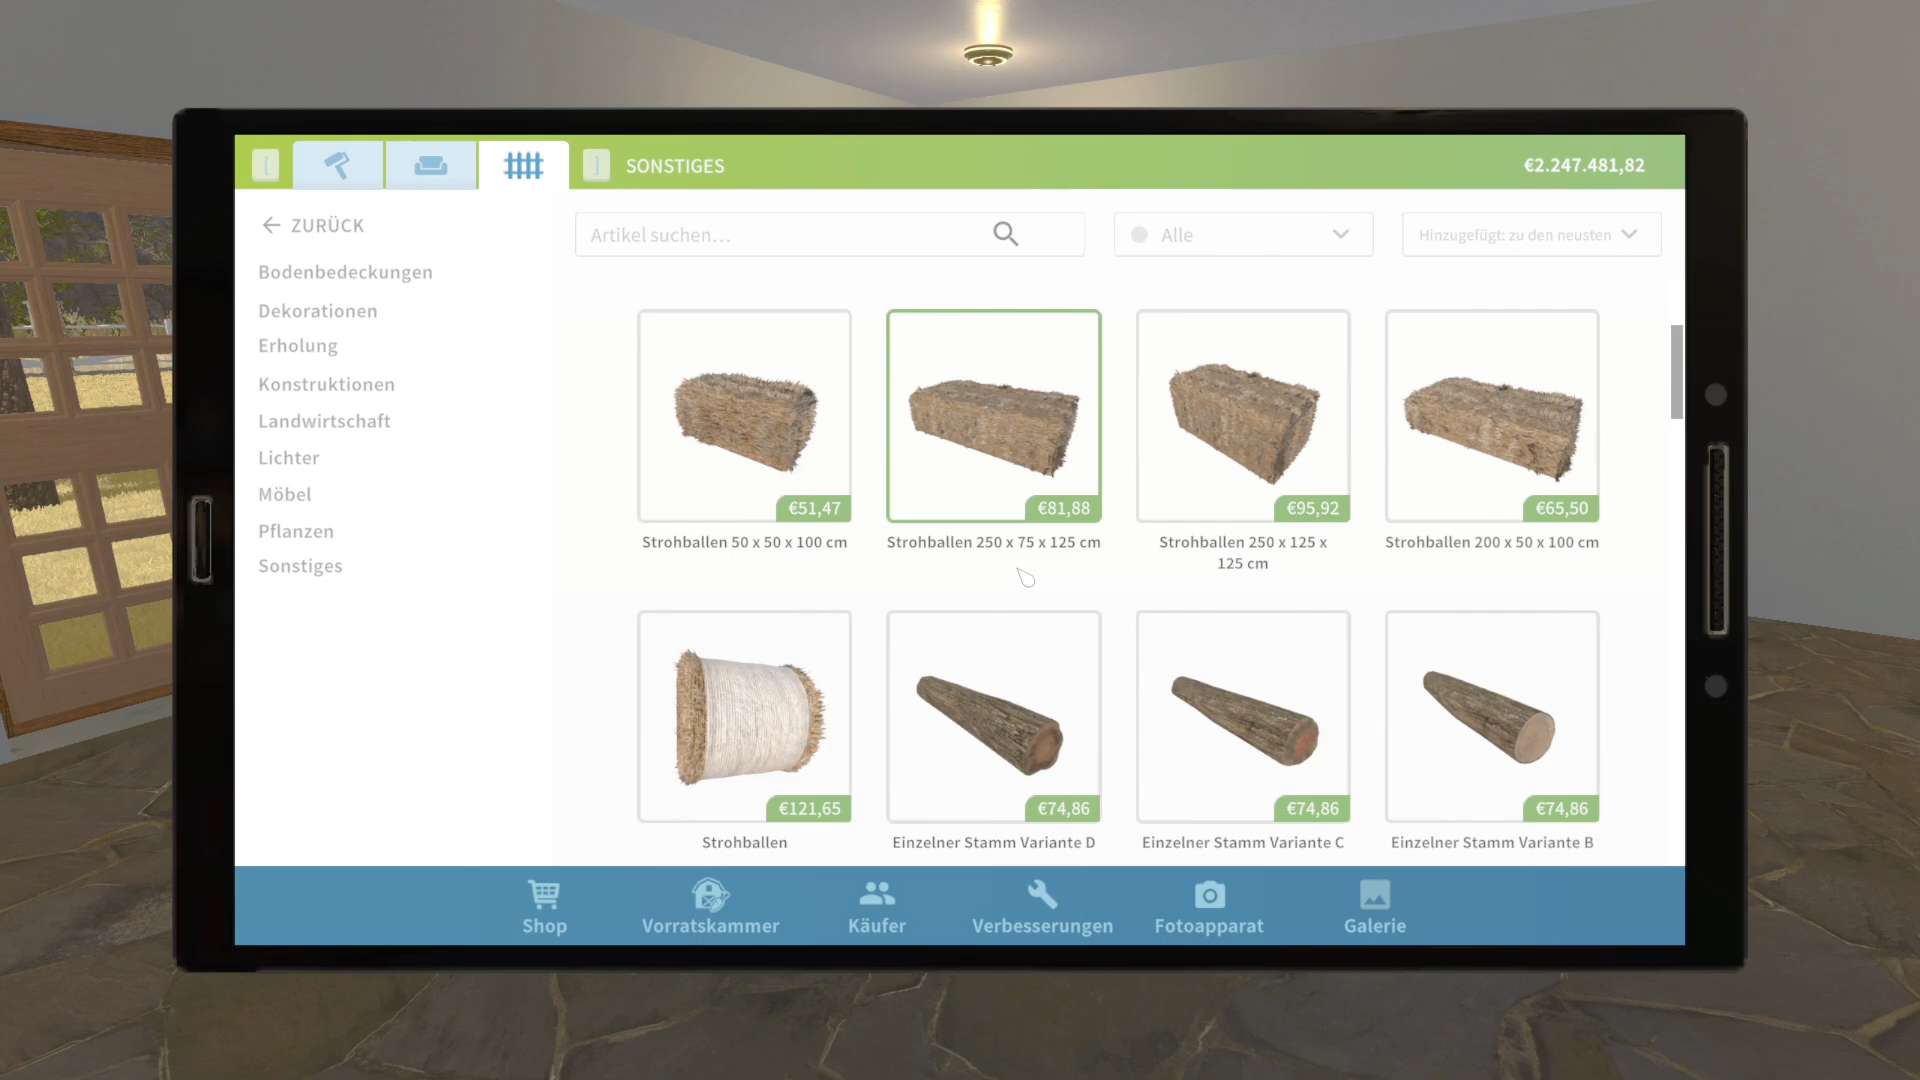 [
]
SONSTIGES
€2.247.481,82
ZURÜCK
Bodenbedeckungen
Dekorationen
Erholung
Konstruktionen
Landwirtschaft
Lichter
Möbel
Pflanzen
Sonstiges
Artikel suchen...
Alle
Hinzugefügt: zu den neusten
€51,47
€81,88
€95,92
€65,50
Strohballen 50 x 50 x 100 cm
Strohballen 250 x 75 x 125 cm
Strohballen 250 x 125 x
125 cm
Strohballen 200 x 50 x 100 cm
€121,65
€74,86
€74,86
€74,86
Strohballen
Einzelner Stamm Variante D
Einzelner Stamm Variante C
Einzelner Stamm Variante B
Shop
Vorratskammer
Käufer
Verbesserungen
Fotoapparat
Galerie